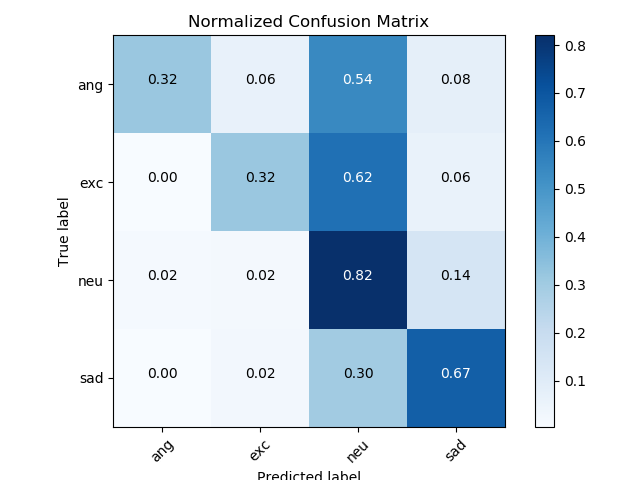 Normalized Confusion Matrix
True label
ang 0.32 0.06 0.54 0.08
exc 0.00 0.32 0.62 0.06
neu 0.02 0.02 0.82 0.14
sad 0.00 0.02 0.30 0.67
ang exc neu sad
Predicted label
0.8
0.7
0.6
0.5
0.4
0.3
0.2
0.1